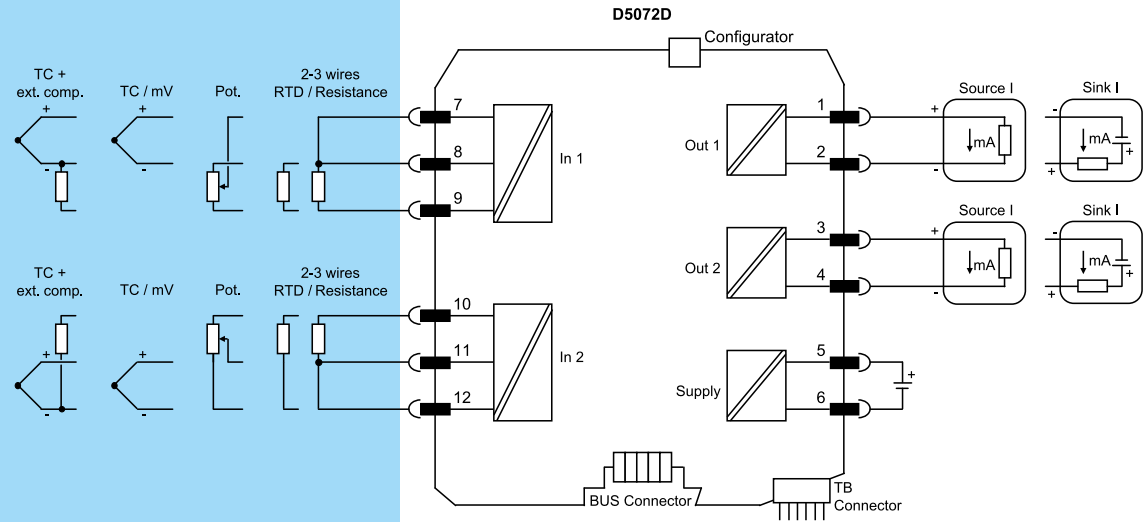 D5072D
Configurator
TC +
ext. comp.
TC / mV
Pot.
2-3 wires
RTD / Resistance
+
-
+
-
7
8
9
In 1
Out 1
1
2
Source I
+
-
mA
Sink I
-
+
mA
+
Out 2
3
4
Source I
+
-
mA
Sink I
-
+
mA
+
TC +
ext. comp.
TC / mV
Pot.
2-3 wires
RTD / Resistance
+
-
+
-
10
11
12
In 2
Supply
5
6
+
BUS Connector
TB
Connector